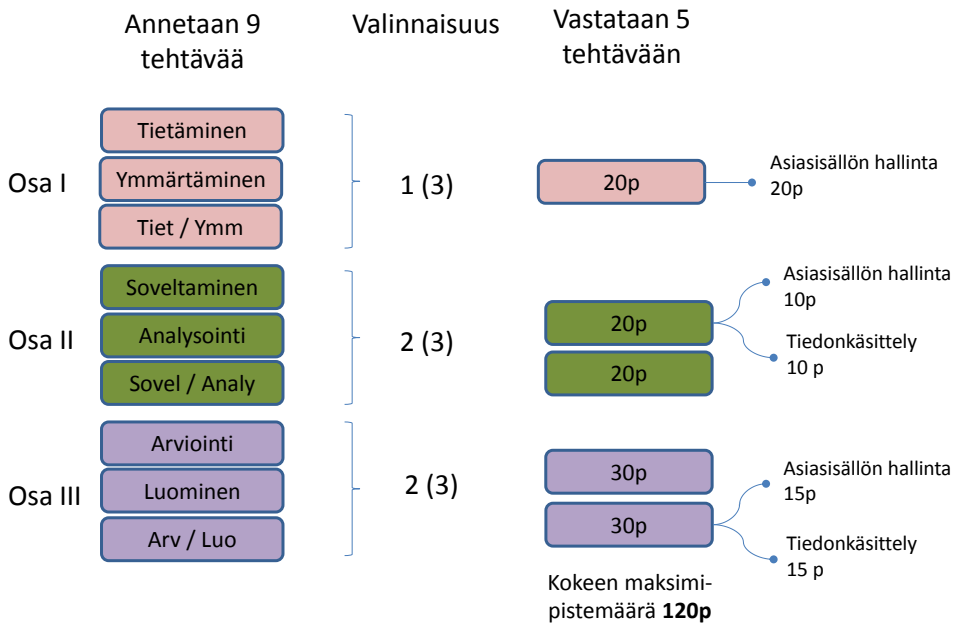 Annetaan 9
tehtävää
Valinnaisuus
Vastataan 5
tehtävään
Osa I
Tietäminen
Ymmärtäminen
Tiet / Ymm
1 (3)
20p
Asiasisällön hallinta
20p
Osa II
Soveltaminen
Analysointi
Sovel / Analy
2 (3)
20p
20p
Asiasisällön hallinta
10p
Tiedonkäsittely
10 p
Osa III
Arviointi
Luominen
Arv / Luo
2 (3)
30p
30p
Asiasisällön hallinta
15p
Tiedonkäsittely
15 p
Kokeen maksimi-
pistemäärä 120p